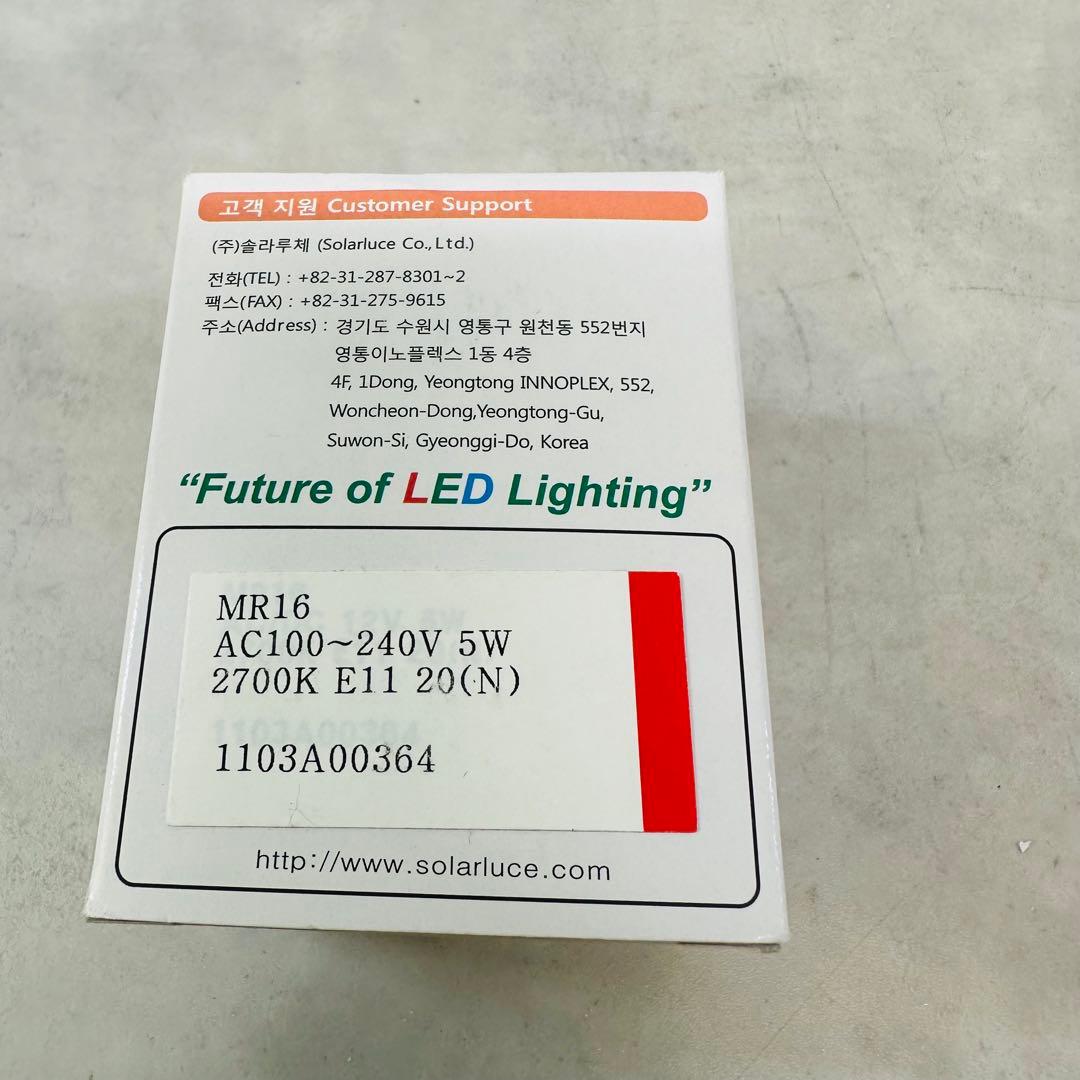 고객 지원 Customer Support
(주)솔라루체 (Solarluce Co.,Ltd.)
전화(TEL) : +82-31-287-8301~2
팩스(FAX) : +82-31-275-9615
주소(Address) : 경기도 수원시 영통구 원천동 552번지
영통이노플렉스 1동 4층
4F, 1Dong, Yeongtong INNOPLEX, 552,
Woncheon-Dong,Yeongtong-Gu,
Suwon-Si, Gyeonggi-Do, Korea
"Future of LED Lighting"
MR16
AC100~240V 5W
2700K E11 20(N)
1103A00364
http://www.solarluce.com